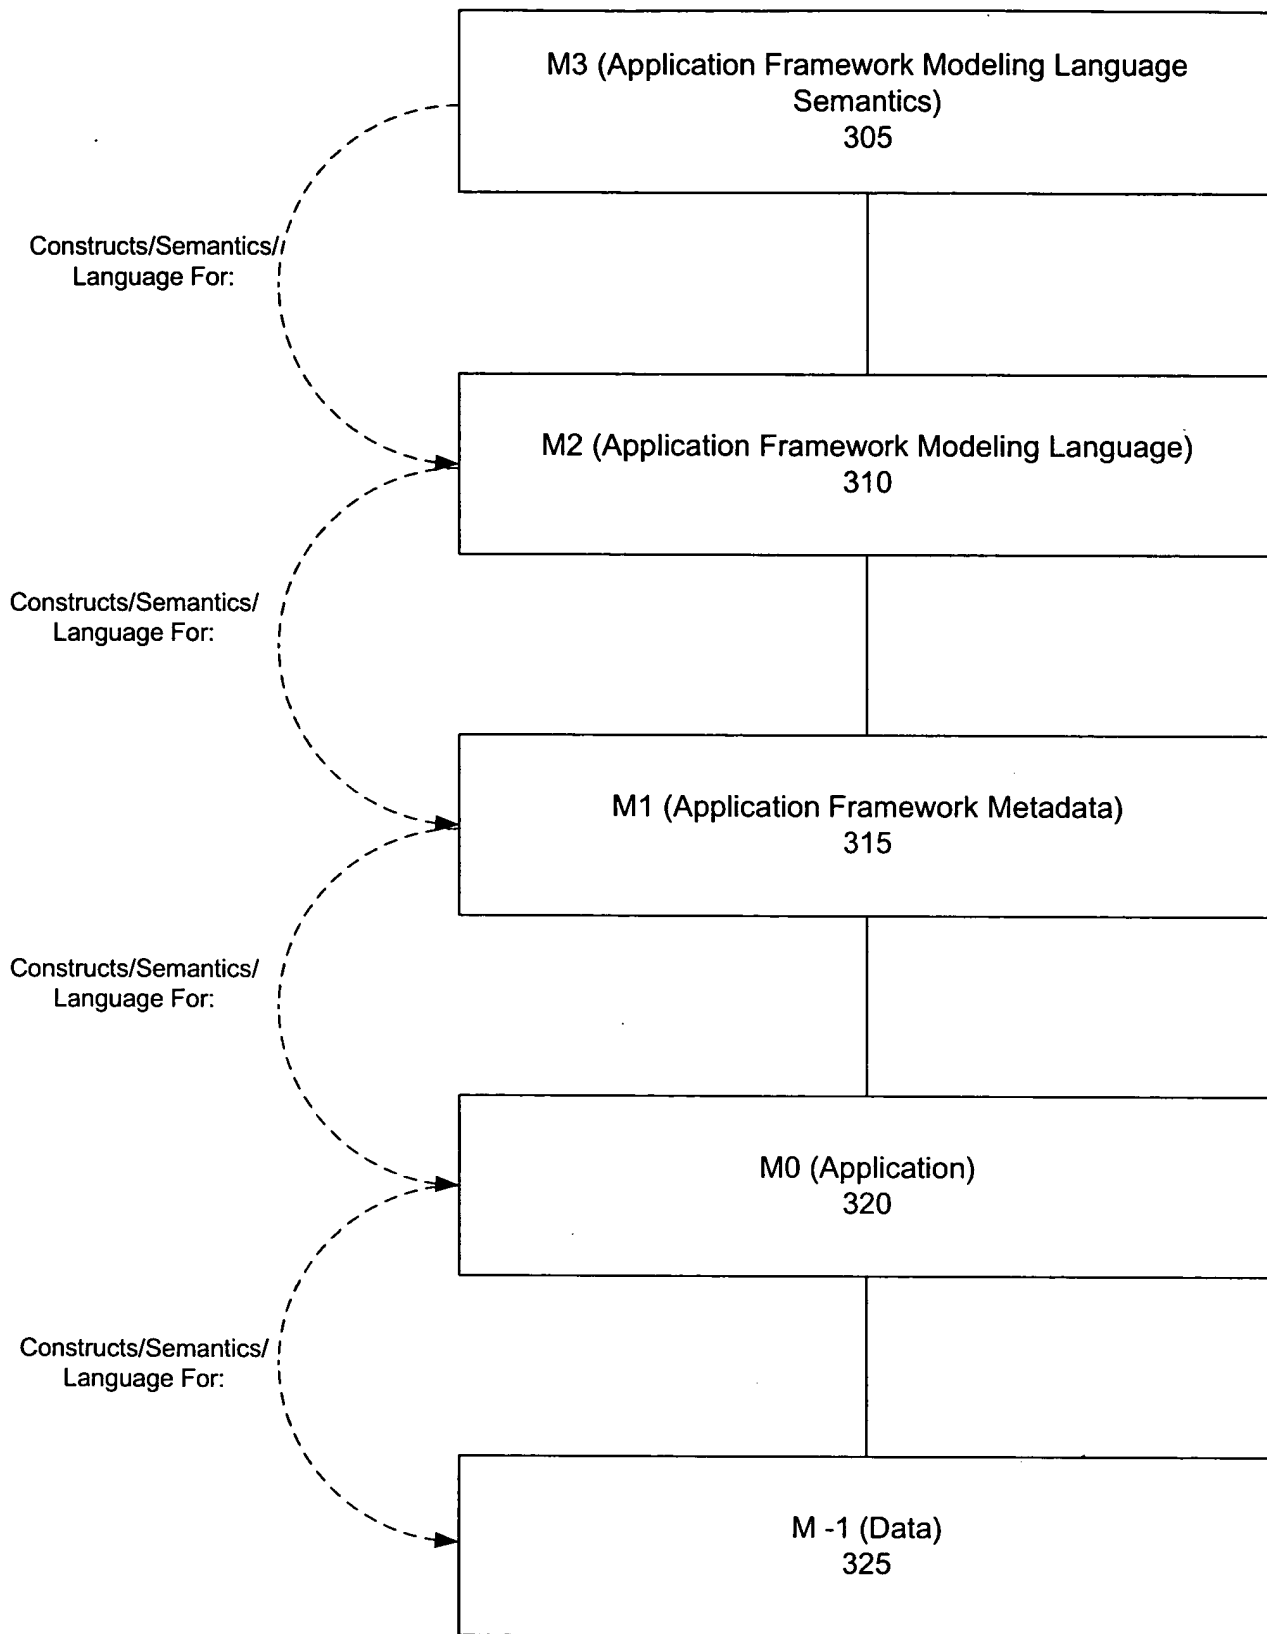 M3 (Application Framework Modeling Language
Semantics)
305
Constructs/Semantics/
Language For:
M2 (Application Framework Modeling Language)
310
Constructs/Semantics/
Language For:
M1 (Application Framework Metadata)
315
Constructs/Semantics/
Language For:
M0 (Application)
320
Constructs/Semantics/
Language For:
M -1 (Data)
325